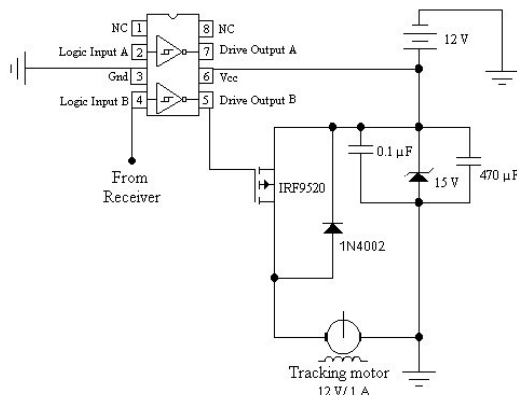 NC 1 8 NC
Logic Input A 2 7 Drive Output A
Gnd 3 6 Vcc
Logic Input B 4 5 Drive Output B
12 V
From
Receiver
IRF9520
0.1 µF
15 V
470 µF
1N4002
Tracking motor
12 V/ 1 A